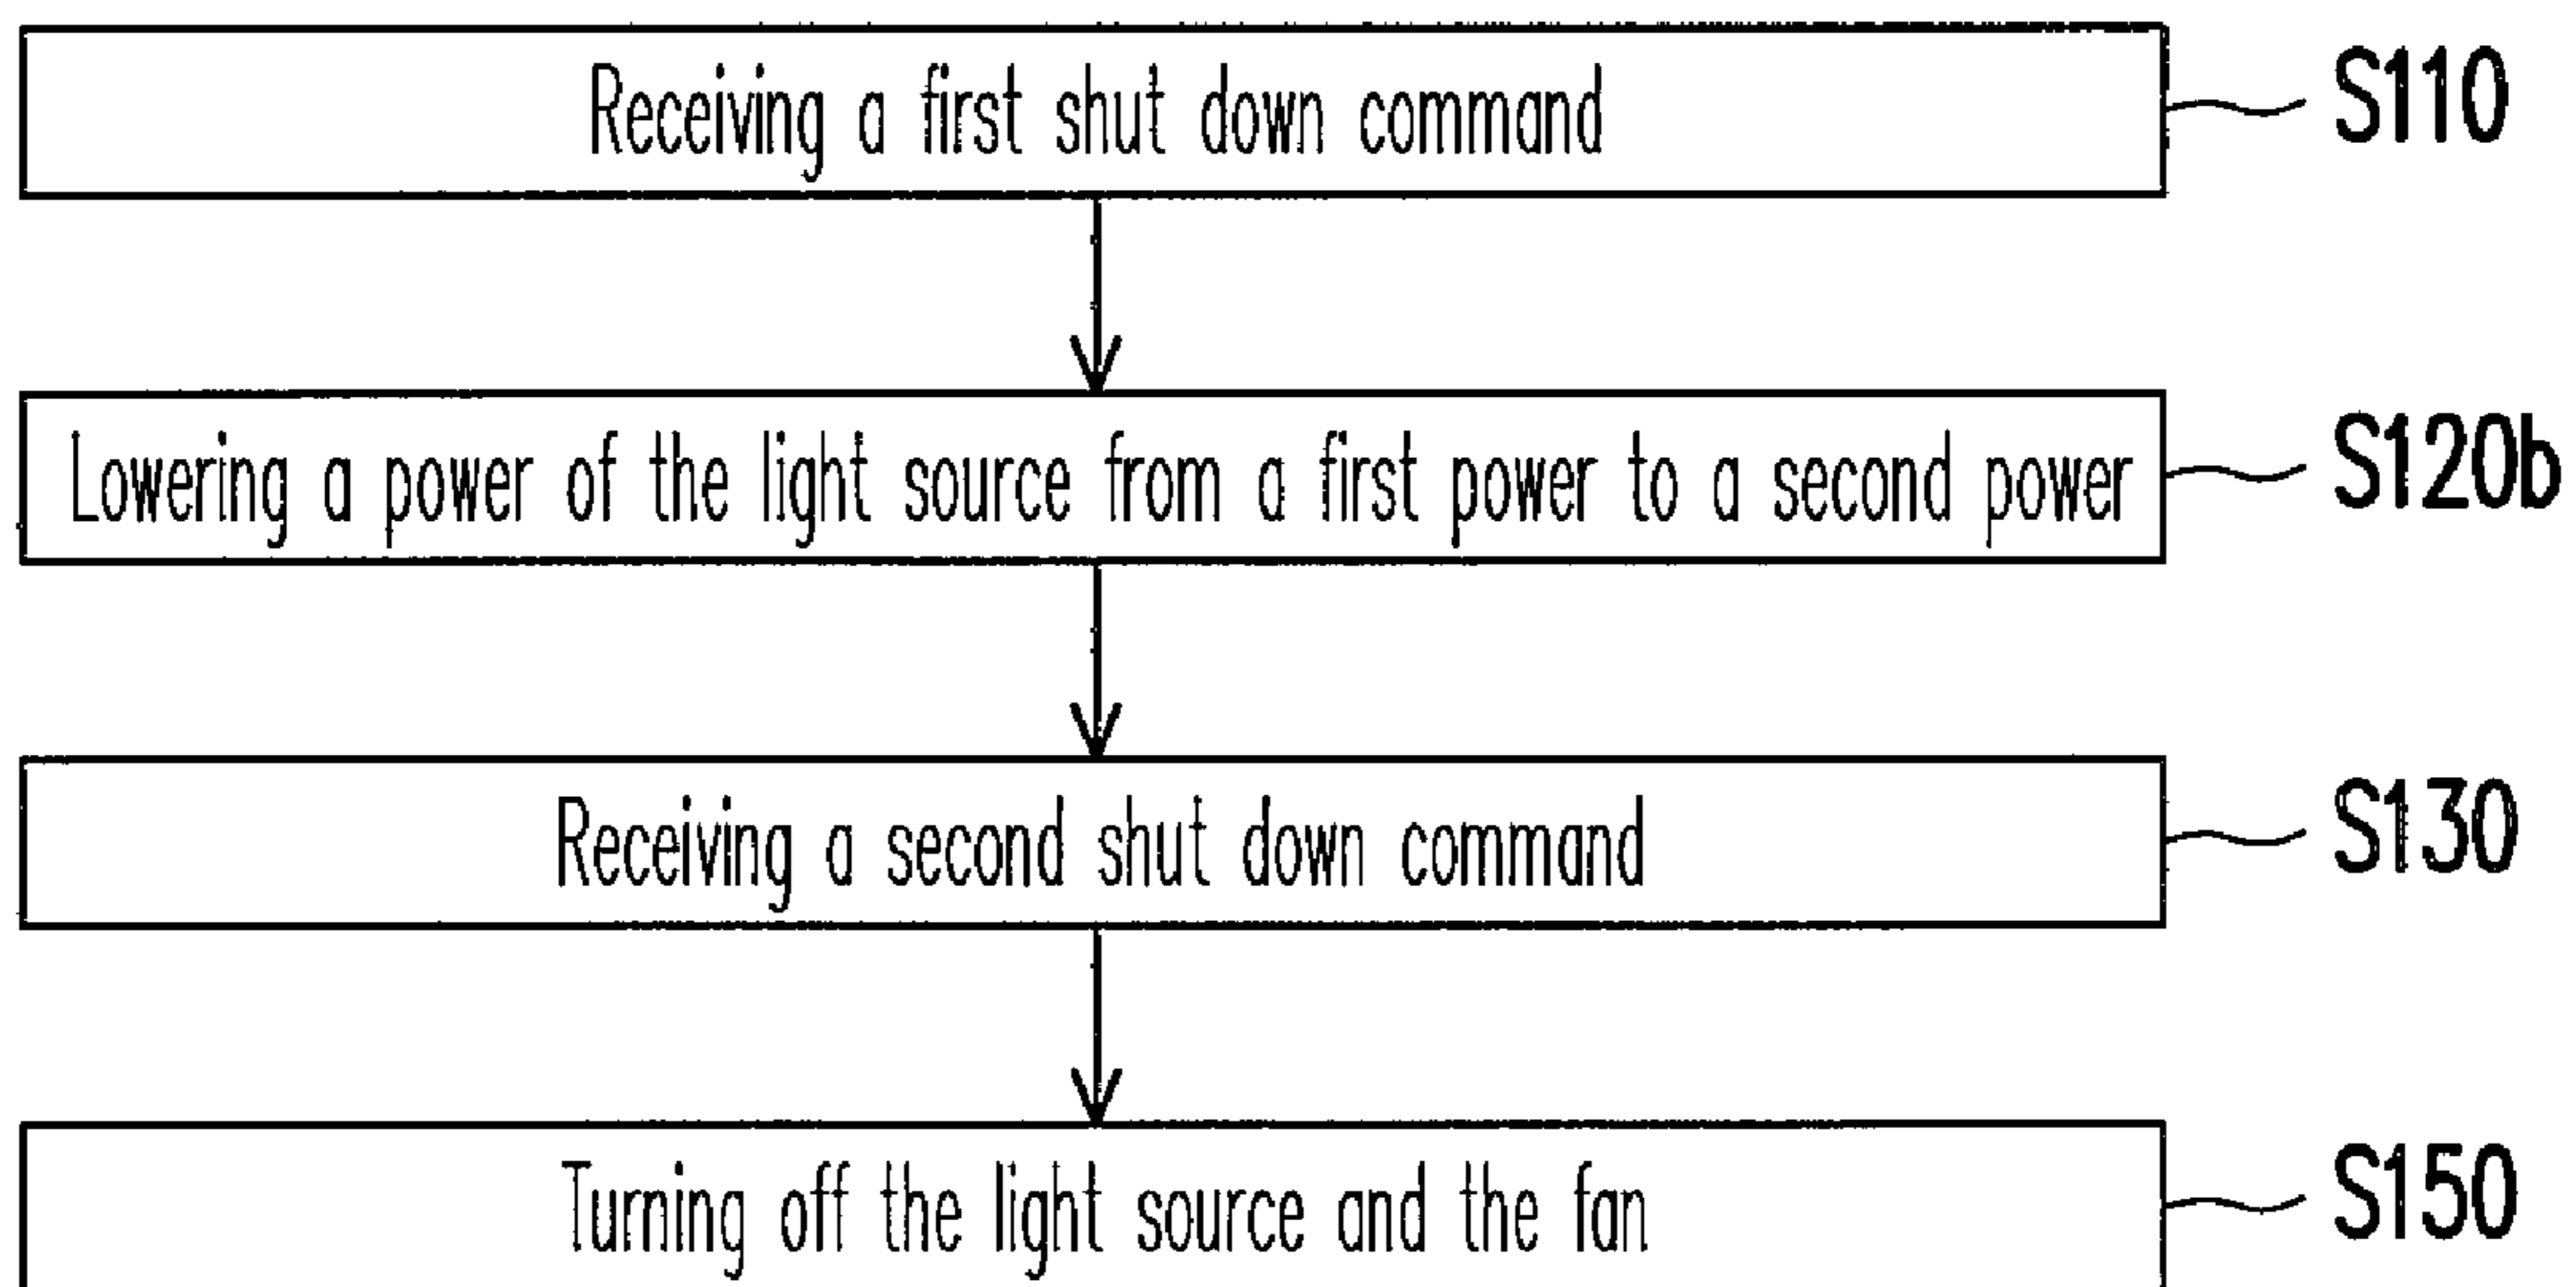 Receiving a first shut down command S110
Lowering a power of the light source from a first power to a second power S120b
Receiving a second shut down command S130
Turning off the light source and the fan S150